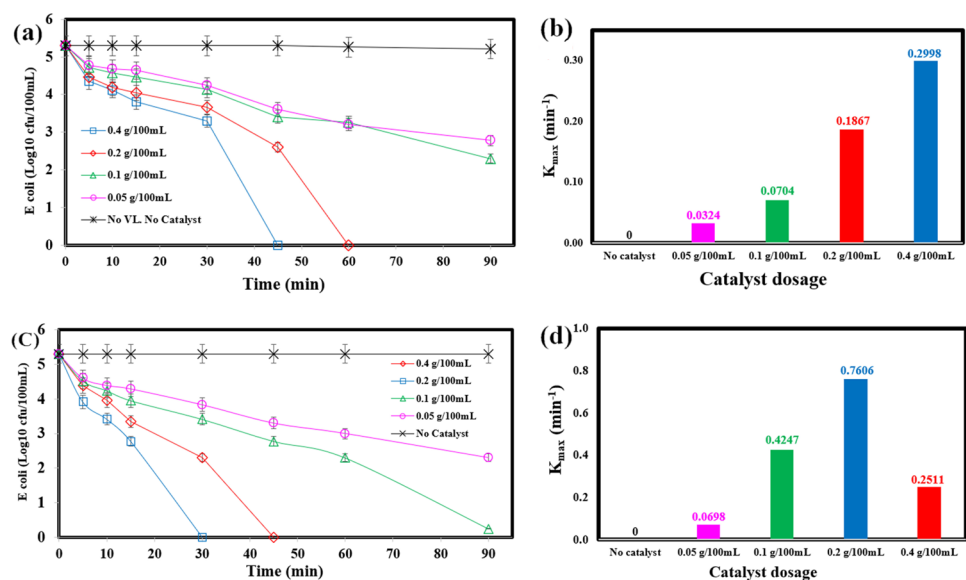 (a)
6
5
4
3
2
1
0
E coli (Log10 cfu/100mL)
0.4 g/100mL
0.2 g/100mL
0.1 g/100mL
0.05 g/100mL
No VL. No Catalyst
0 10 20 30 40 50 60 70 80 90
Time (min)
(b)
0.30
0.20
0.10
0.00
Kmax (min⁻¹)
0
0.0324
0.0704
0.1867
0.2998
No catalyst 0.05 g/100mL 0.1 g/100mL 0.2 g/100mL 0.4 g/100mL
Catalyst dosage
(C)
6
5
4
3
2
1
0
E coli (Log10 cfu/100mL)
0.4 g/100mL
0.2 g/100mL
0.1 g/100mL
0.05 g/100mL
No Catalyst
0 10 20 30 40 50 60 70 80 90
Time (min)
(d)
1.0
0.8
0.6
0.4
0.2
0.0
Kmax (min⁻¹)
0
0.0698
0.4247
0.7606
0.2511
No catalyst 0.05 g/100mL 0.1 g/100mL 0.2 g/100mL 0.4 g/100mL
Catalyst dosage